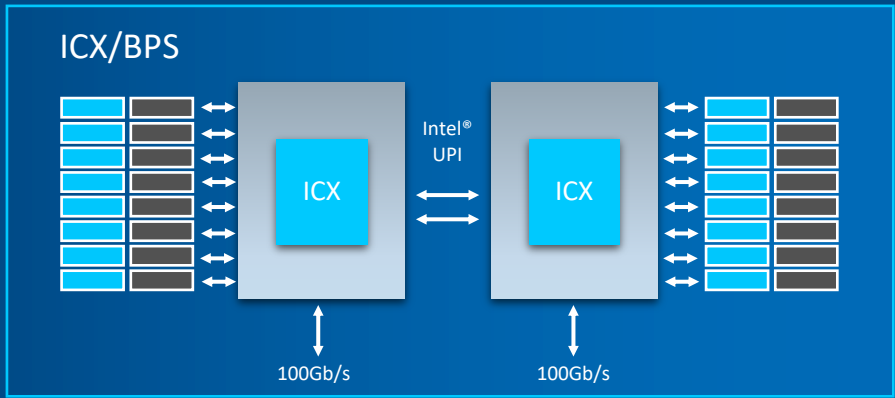 ICX/BPS
Intel®
UPI
ICX
ICX
100Gb/s
100Gb/s